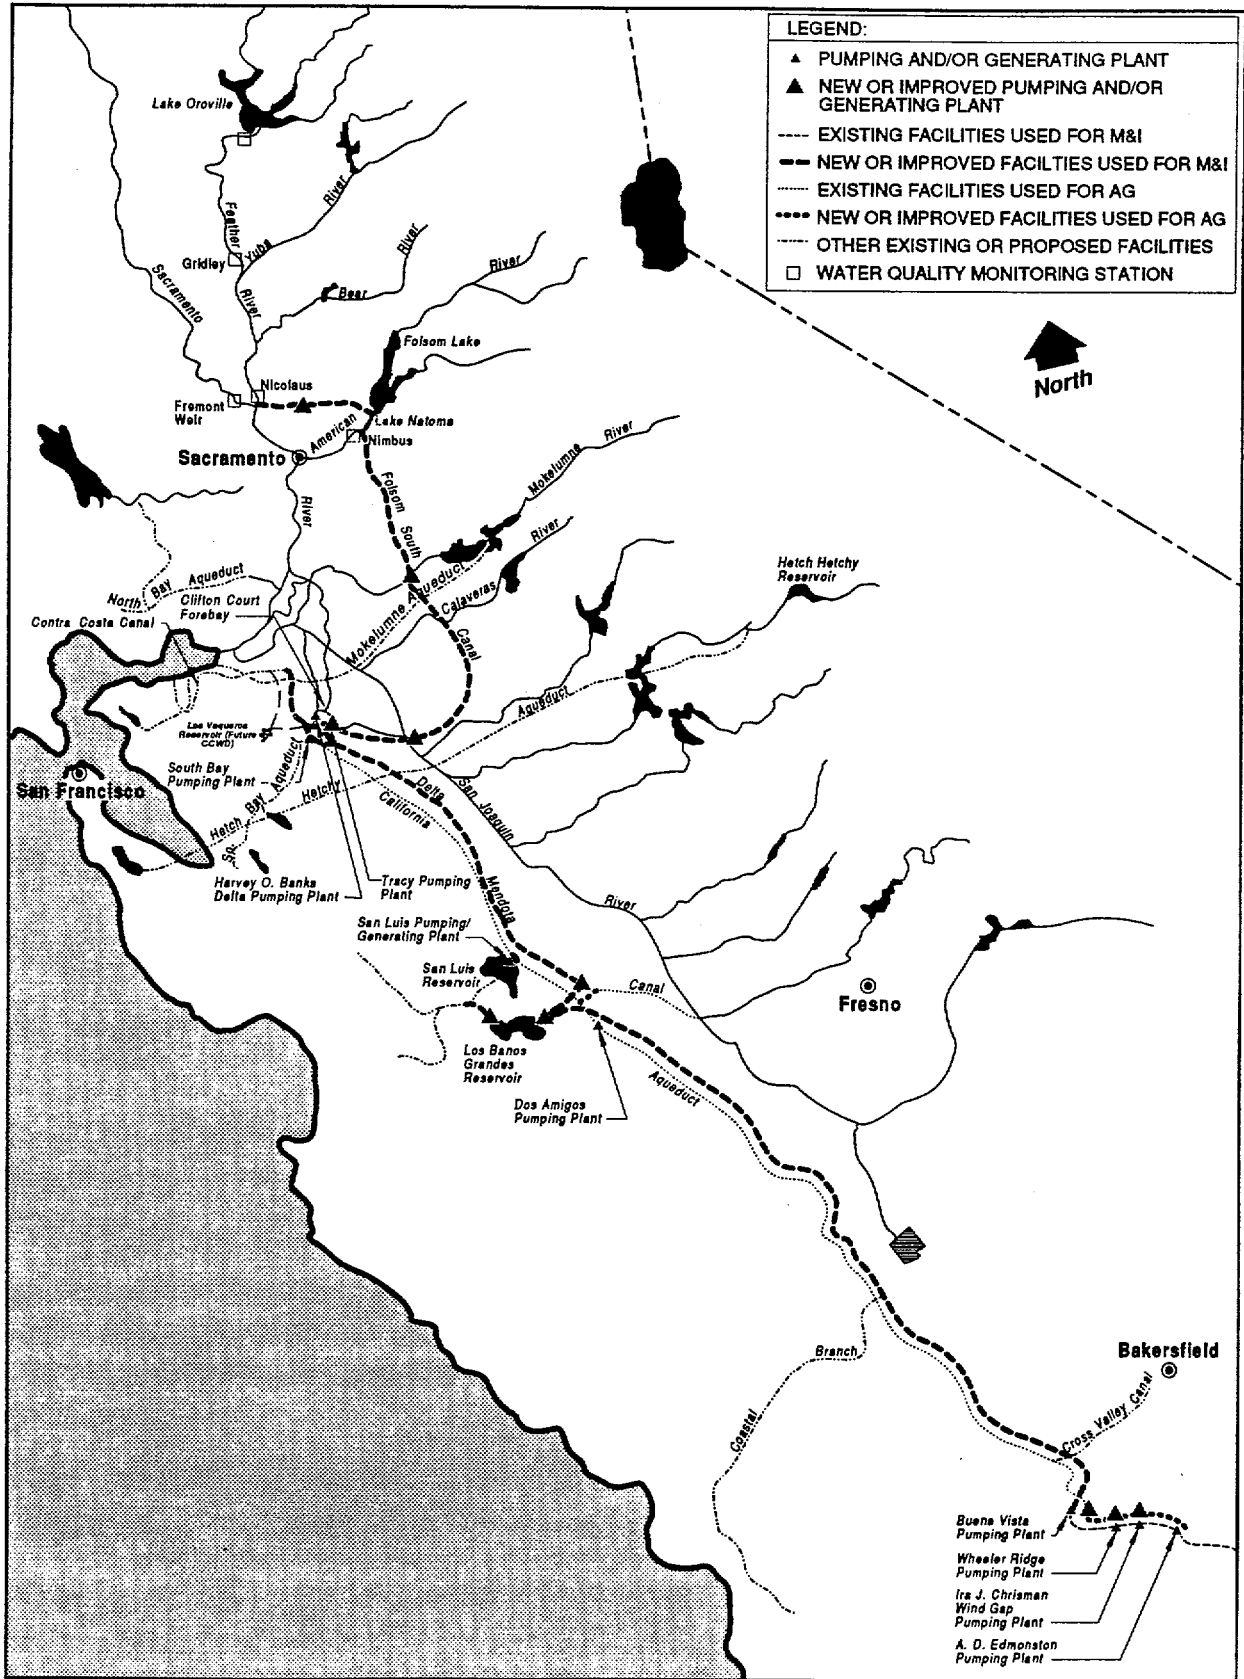 LEGEND:
PUMPING AND/OR GENERATING PLANT
NEW OR IMPROVED PUMPING AND/OR
GENERATING PLANT
EXISTING FACILITIES USED FOR M&I
NEW OR IMPROVED FACILTIES USED FOR M&I
EXISTING FACILITIES USED FOR AG
NEW OR IMPROVED FACILITIES USED FOR AG
OTHER EXISTING OR PROPOSED FACILITIES
WATER QUALITY MONITORING STATION
North
Lake Oroville
Feather
River
Yuba
River
Gridley
Sacramento
River
Bear
River
River
Folsom Lake
Nicolaus
Fremont
Weir
American
Lake Natoma
Nimbus
Sacramento
River
Folsom
South
Canal
Mokelumne
River
River
Calaveras
Mokelumne
Aqueduct
North
Bay
Aqueduct
Clifton Court
Forebay
Contra Costa Canal
Hetch Hetchy
Reservoir
Aqueduct
Los Vaqueros
Reservoir (Future
CCWD)
South Bay
Pumping Plant
San Francisco
Hetch
Hetchy
So.
Bay
Aqueduct
Delta
California
San Joaquin
River
Harvey O. Banks
Delta Pumping Plant
Tracy Pumping
Plant
Mendota
San Luis Pumping/
Generating Plant
San Luis
Reservoir
Canal
Fresno
Los Banos
Grandes
Reservoir
Dos Amigos
Pumping Plant
Aqueduct
Branch
Coastal
Bakersfield
Cross Valley Canal
Buena Vista
Pumping Plant
Wheeler Ridge
Pumping Plant
Ira J. Chrisman
Wind Gap
Pumping Plant
A. D. Edmonston
Pumping Plant